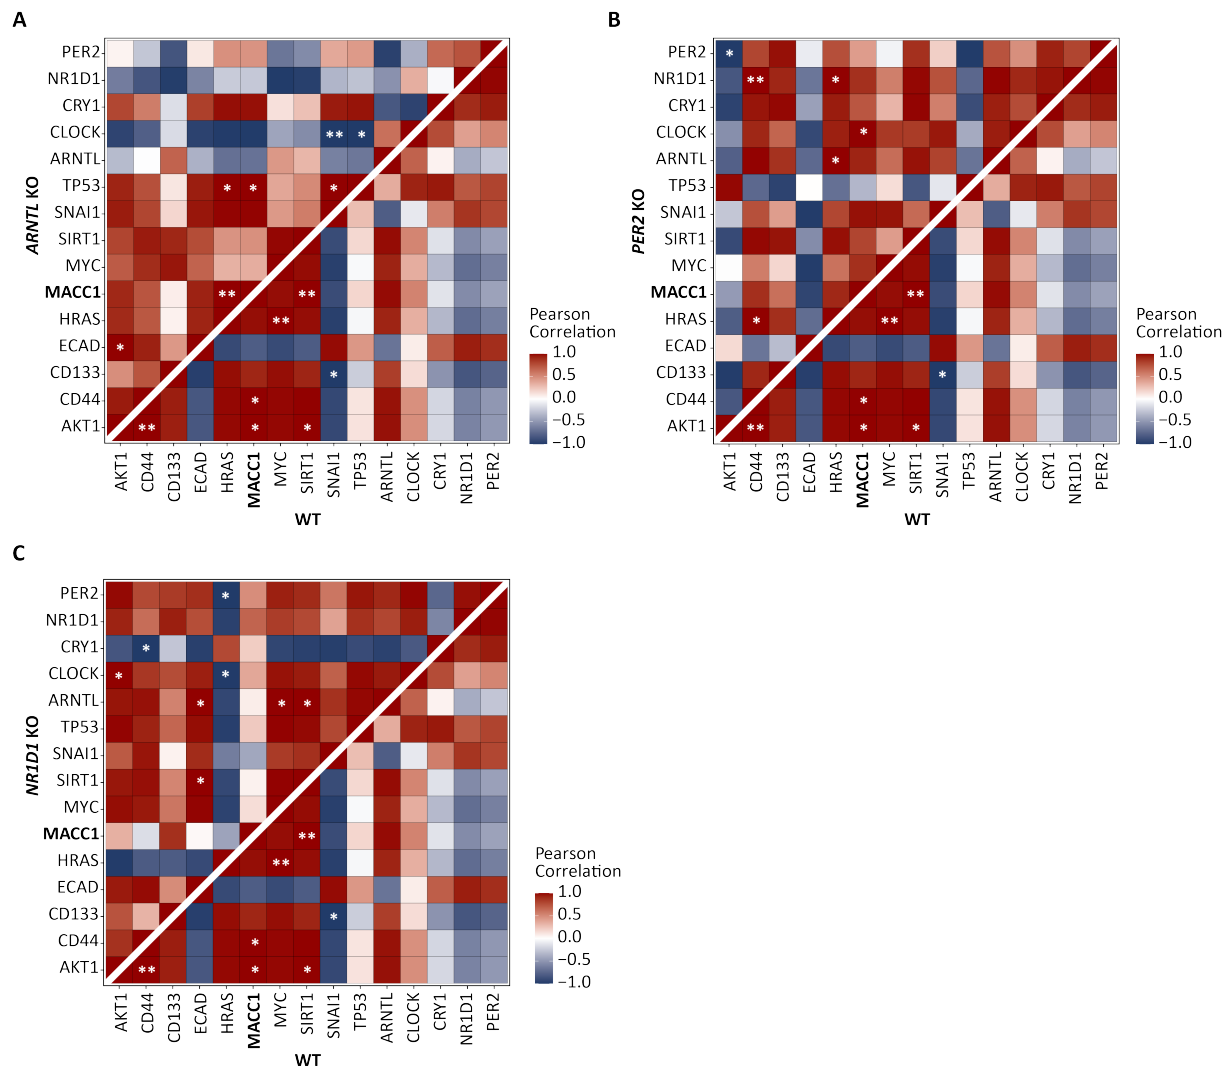 A
PER2
NR1D1
CRY1
CLOCK
ARNTL
TP53
SNAI1
SIRT1
MYC
MACC1
HRAS
ECAD
CD133
CD44
AKT1
ARNTL KO
** *
* * *
** **
**
*
*
*
** * *
AKT1 CD44 CD133 ECAD HRAS MACC1 MYC SIRT1 SNAI1 TP53 ARNTL CLOCK CRY1 NR1D1 PER2
WT
Pearson
Correlation
1.0
0.5
0.0
−0.5
−1.0
B
PER2
NR1D1
CRY1
CLOCK
ARNTL
TP53
SNAI1
SIRT1
MYC
MACC1
HRAS
ECAD
CD133
CD44
AKT1
PER2 KO
*
** *
*
*
**
* **
*
*
** * *
AKT1 CD44 CD133 ECAD HRAS MACC1 MYC SIRT1 SNAI1 TP53 ARNTL CLOCK CRY1 NR1D1 PER2
WT
Pearson
Correlation
1.0
0.5
0.0
−0.5
−1.0
C
PER2
NR1D1
CRY1
CLOCK
ARNTL
TP53
SNAI1
SIRT1
MYC
MACC1
HRAS
ECAD
CD133
CD44
AKT1
NR1D1 KO
*
*
* *
* * *
*
**
**
*
*
** * *
AKT1 CD44 CD133 ECAD HRAS MACC1 MYC SIRT1 SNAI1 TP53 ARNTL CLOCK CRY1 NR1D1 PER2
WT
Pearson
Correlation
1.0
0.5
0.0
−0.5
−1.0